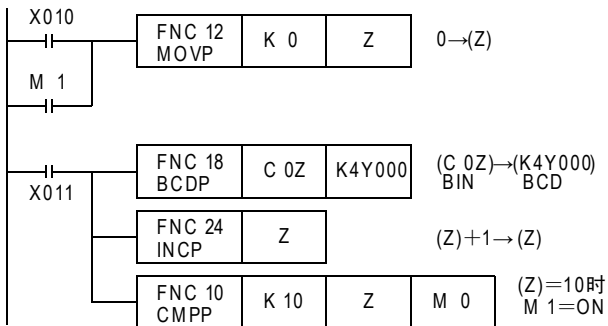 X010
FNC 12
MOVP
K 0
Z
0→(Z)
M 1
X011
FNC 18
BCDP
C 0Z
K4Y000
(C 0Z)→(K4Y000)
BIN BCD
FNC 24
INCP
Z
(Z)+1→(Z)
FNC 10
CMPP
K 10
Z
M 0
(Z)=10时
M 1=ON